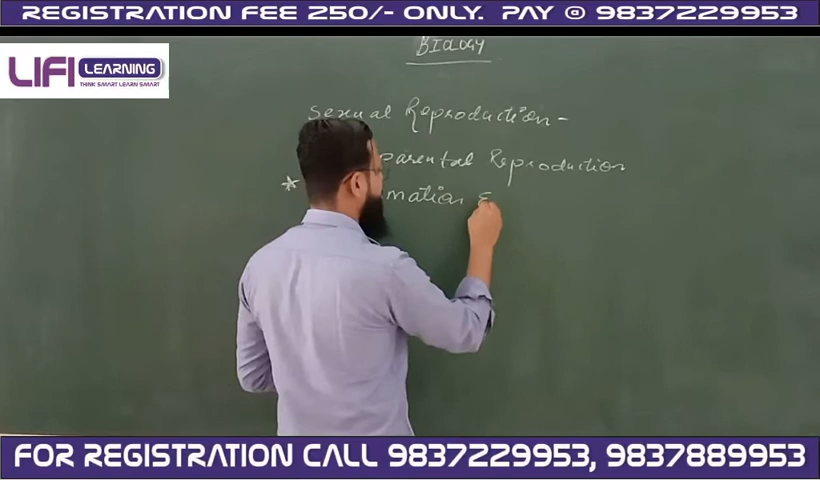 REGISTRATION FEE 250/- ONLY. PAY @ 9837229953
LIFI LEARNING
THINK SMART LEARN SMART
BIOLOGY
Sexual Reproduction -
parental Reproduction
mation
FOR REGISTRATION CALL 9837229953, 9837889953